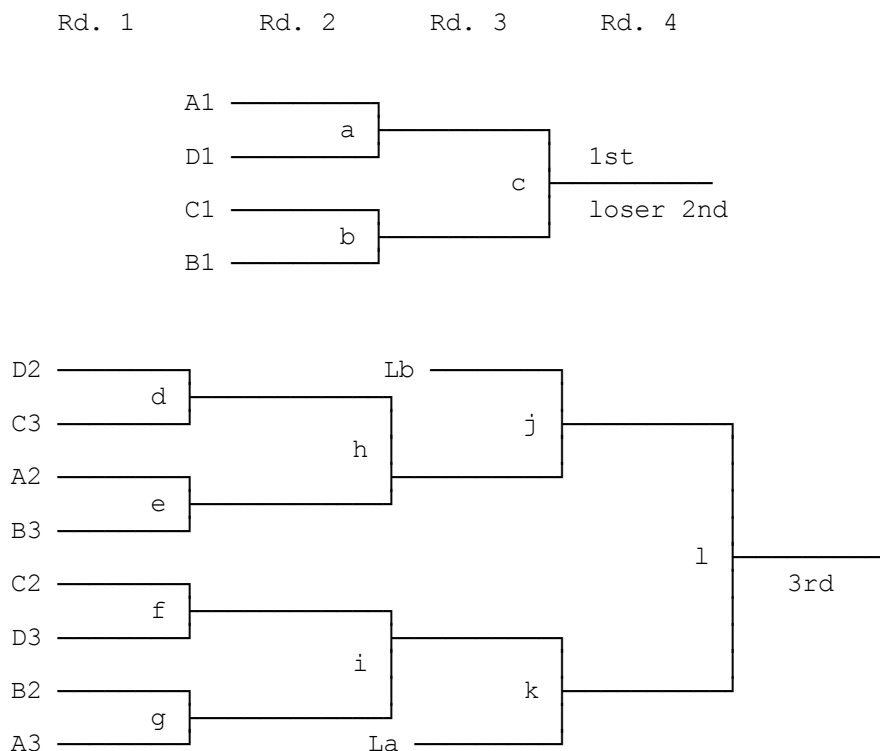 Rd. 1 Rd. 2 Rd. 3 Rd. 4
A1
a
D1
1st
c
C1
loser 2nd
b
B1
D2 Lb
d
C3 j
h
A2
e
B3
l
C2 3rd
f
D3
i
B2 k
g
A3 La